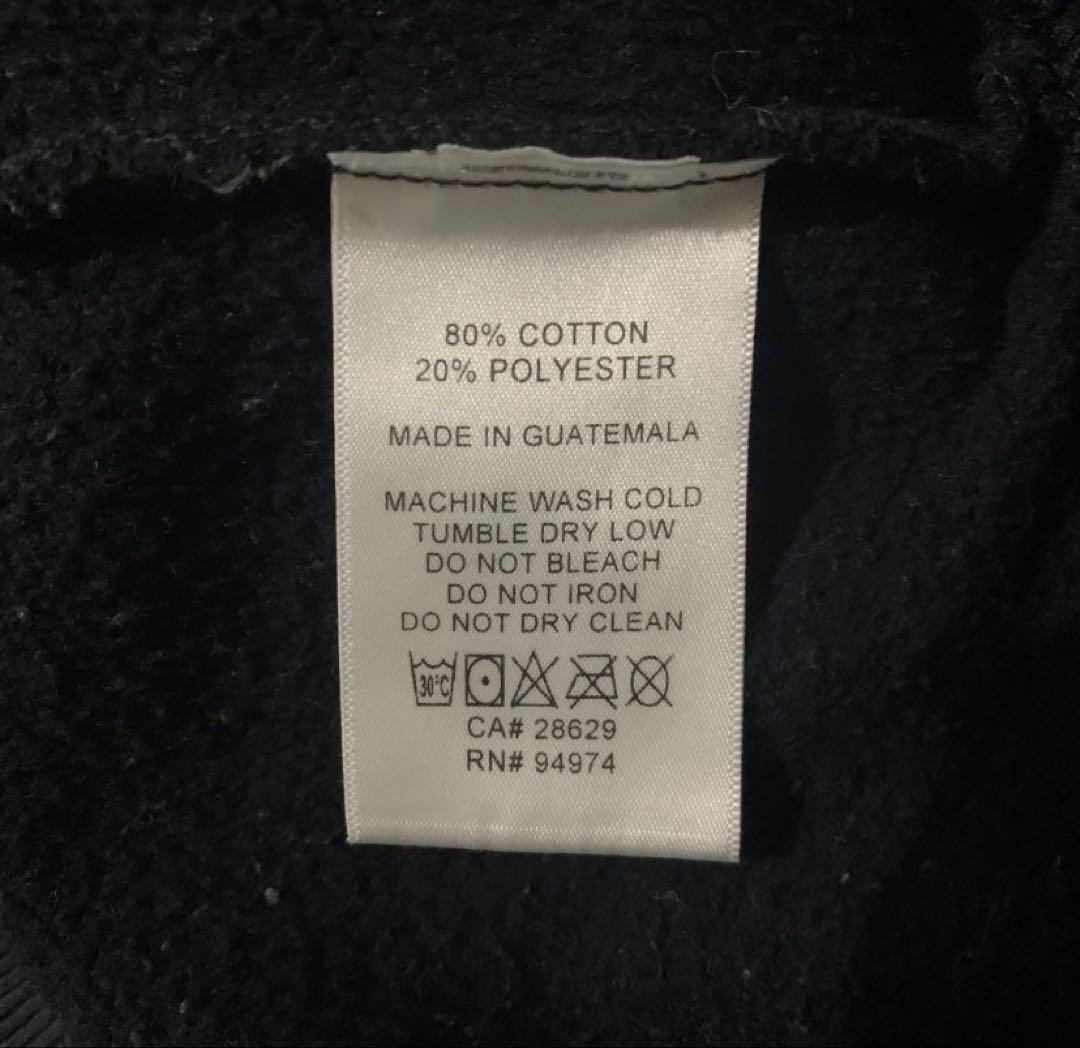 80% COTTON
20% POLYESTER
MADE IN GUATEMALA
MACHINE WASH COLD
TUMBLE DRY LOW
DO NOT BLEACH
DO NOT IRON
DO NOT DRY CLEAN
30°C
CA# 28629
RN# 94974